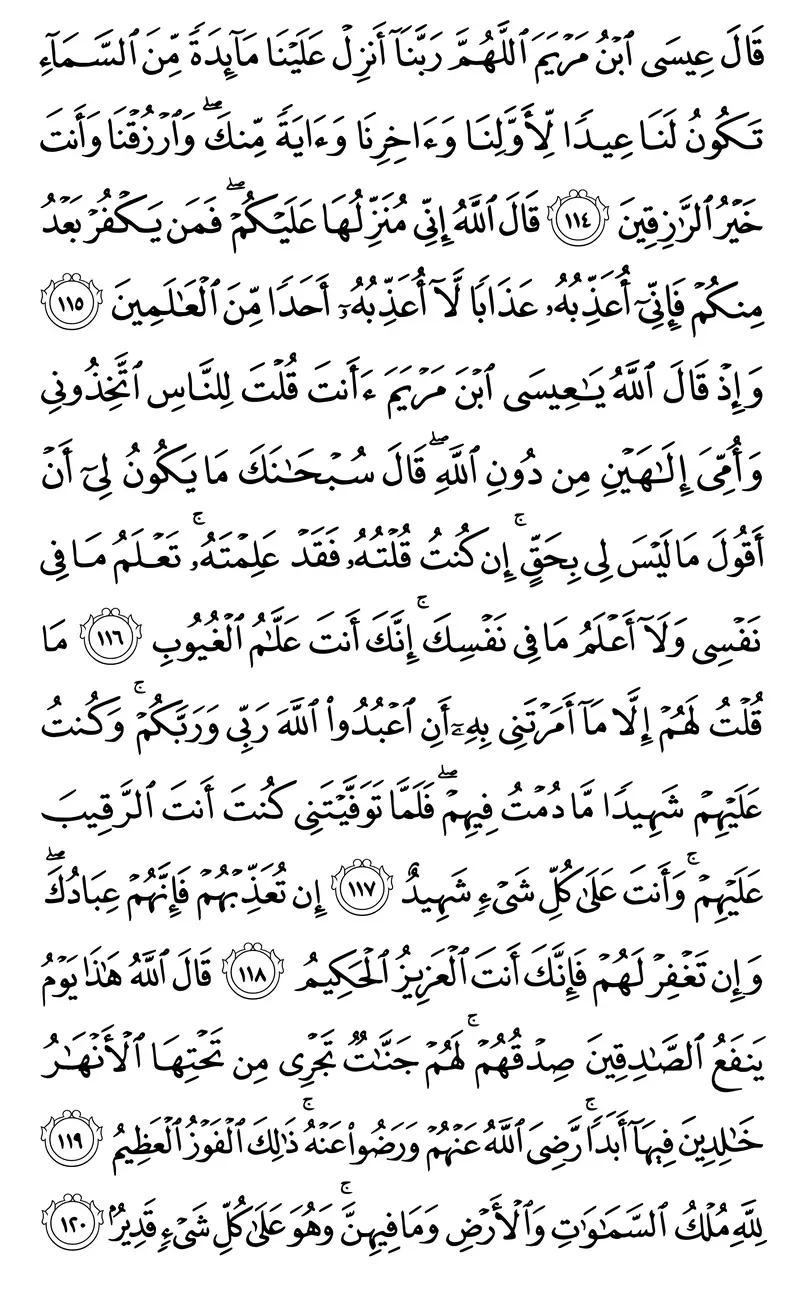 قَالَ عِيسَى ٱبْنُ مَرْيَمَ ٱللَّهُمَّ رَبَّنَآ أَنزِلْ عَلَيْنَا مَآئِدَةً مِّنَ ٱلسَّمَآءِ
تَكُونُ لَنَا عِيدًا لِّأَوَّلِنَا وَءَاخِرِنَا وَءَايَةً مِّنكَ ۖ وَٱرْزُقْنَا وَأَنتَ
خَيْرُ ٱلرَّٰزِقِينَ ١١٤ قَالَ ٱللَّهُ إِنِّى مُنَزِّلُهَا عَلَيْكُمْ ۖ فَمَن يَكْفُرْ بَعْدُ
مِنكُمْ فَإِنِّىٓ أُعَذِّبُهُۥ عَذَابًا لَّآ أُعَذِّبُهُۥٓ أَحَدًا مِّنَ ٱلْعَٰلَمِينَ ١١٥
وَإِذْ قَالَ ٱللَّهُ يَٰعِيسَى ٱبْنَ مَرْيَمَ ءَأَنتَ قُلْتَ لِلنَّاسِ ٱتَّخِذُونِى
وَأُمِّىَ إِلَٰهَيْنِ مِن دُونِ ٱللَّهِ ۖ قَالَ سُبْحَٰنَكَ مَا يَكُونُ لِىٓ أَنْ
أَقُولَ مَا لَيْسَ لِى بِحَقٍّ ۚ إِن كُنتُ قُلْتُهُۥ فَقَدْ عَلِمْتَهُۥ ۚ تَعْلَمُ مَا فِى
نَفْسِى وَلَآ أَعْلَمُ مَا فِى نَفْسِكَ ۚ إِنَّكَ أَنتَ عَلَّٰمُ ٱلْغُيُوبِ ١١٦ مَا
قُلْتُ لَهُمْ إِلَّا مَآ أَمَرْتَنِى بِهِۦٓ أَنِ ٱعْبُدُوا۟ ٱللَّهَ رَبِّى وَرَبَّكُمْ ۚ وَكُنتُ
عَلَيْهِمْ شَهِيدًا مَّا دُمْتُ فِيهِمْ ۖ فَلَمَّا تَوَفَّيْتَنِى كُنتَ أَنتَ ٱلرَّقِيبَ
عَلَيْهِمْ ۚ وَأَنتَ عَلَىٰ كُلِّ شَىْءٍ شَهِيدٌ ١١٧ إِن تُعَذِّبْهُمْ فَإِنَّهُمْ عِبَادُكَ ۖ
وَإِن تَغْفِرْ لَهُمْ فَإِنَّكَ أَنتَ ٱلْعَزِيزُ ٱلْحَكِيمُ ١١٨ قَالَ ٱللَّهُ هَٰذَا يَوْمُ
يَنفَعُ ٱلصَّٰدِقِينَ صِدْقُهُمْ ۚ لَهُمْ جَنَّٰتٌ تَجْرِى مِن تَحْتِهَا ٱلْأَنْهَٰرُ
خَٰلِدِينَ فِيهَآ أَبَدًا ۚ رَّضِىَ ٱللَّهُ عَنْهُمْ وَرَضُوا۟ عَنْهُ ۚ ذَٰلِكَ ٱلْفَوْزُ ٱلْعَظِيمُ ١١٩
لِلَّهِ مُلْكُ ٱلسَّمَٰوَٰتِ وَٱلْأَرْضِ وَمَا فِيهِنَّ ۚ وَهُوَ عَلَىٰ كُلِّ شَىْءٍ قَدِيرٌۢ ١٢٠